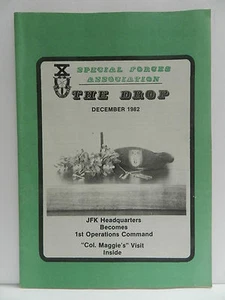 SPECIAL FORCES
ASSOCIATION
THE DROP
DECEMBER 1982
JFK Headquarters
Becomes
1st Operations Command
"Col. Maggie's" Visit
Inside